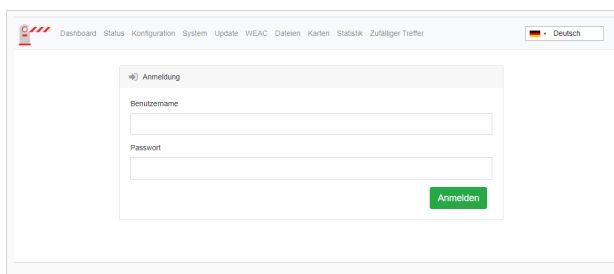 Dashboard Status Konfiguration System Update WEAC Dateien Karten Statistik Zufälliger Treffer Deutsch
Anmeldung
Benutzername
Passwort
Anmelden